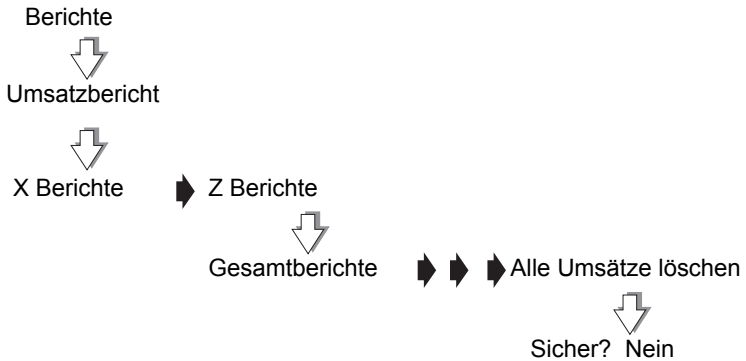 Berichte
Umsatzbericht
X Berichte Z Berichte
Gesamtberichte Alle Umsätze löschen
Sicher? Nein